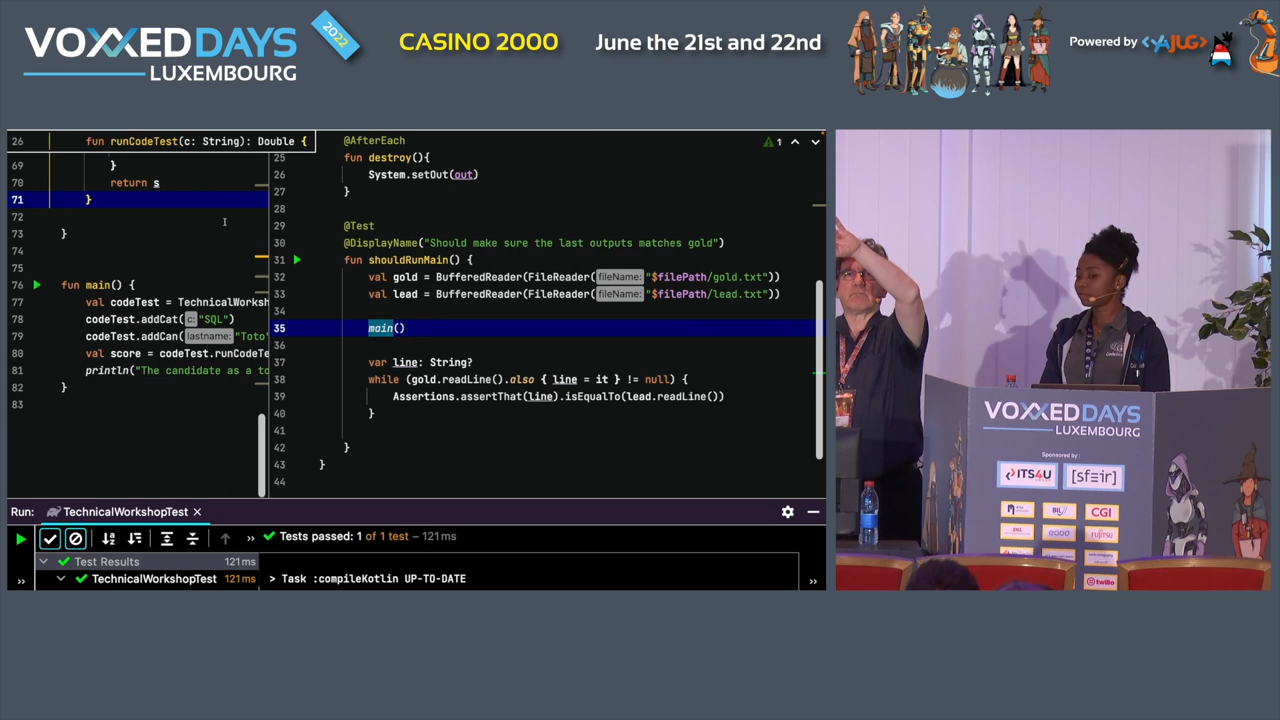 VOXXED DAYS
LUXEMBOURG
2022
CASINO 2000
June the 21st and 22nd
Powered by <YAJUG>
26 fun runCodeTest(c: String): Double {
69 }
70 return s
71 }
72
73 }
74
75
76 fun main() {
77 val codeTest = TechnicalWorksh
78 codeTest.addCat( c: "SQL")
79 codeTest.addCan( lastname: "Toto"
80 val score = codeTest.runCodeTe
81 println("The candidate as a to
82 }
83
@AfterEach
25 fun destroy(){
26 System.setOut(out)
27 }
28
29 @Test
30 @DisplayName("Should make sure the last outputs matches gold")
31 fun shouldRunMain() {
32 val gold = BufferedReader(FileReader( fileName: "$filePath/gold.txt"))
33 val lead = BufferedReader(FileReader( fileName: "$filePath/lead.txt"))
34
35 main()
36
37 var line: String?
38 while (gold.readLine().also { line = it } != null) {
39 Assertions.assertThat(line).isEqualTo(lead.readLine())
40 }
41
42 }
43 }
44
1
Run: TechnicalWorkshopTest
Tests passed: 1 of 1 test – 121 ms
Test Results 121 ms
TechnicalWorkshopTest 121 ms
> Task :compileKotlin UP-TO-DATE
VOXXED DAYS
LUXEMBOURG
Sponsored by :
ITS4U
[sfeir]
CGI
FUJITSU
twilio